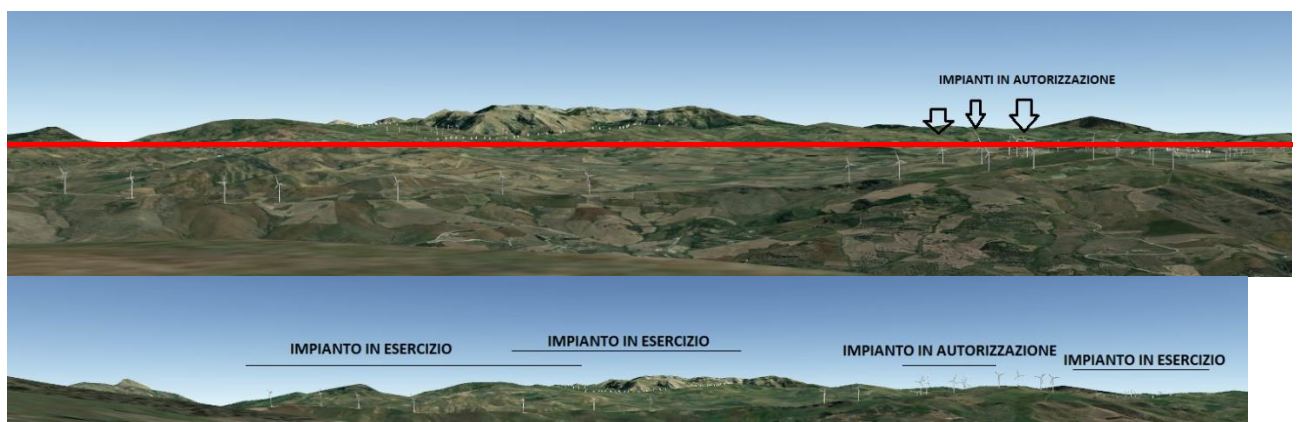 IMPIANTI IN AUTORIZZAZIONE
IMPIANTO IN ESERCIZIO
IMPIANTO IN ESERCIZIO
IMPIANTO IN AUTORIZZAZIONE
IMPIANTO IN ESERCIZIO